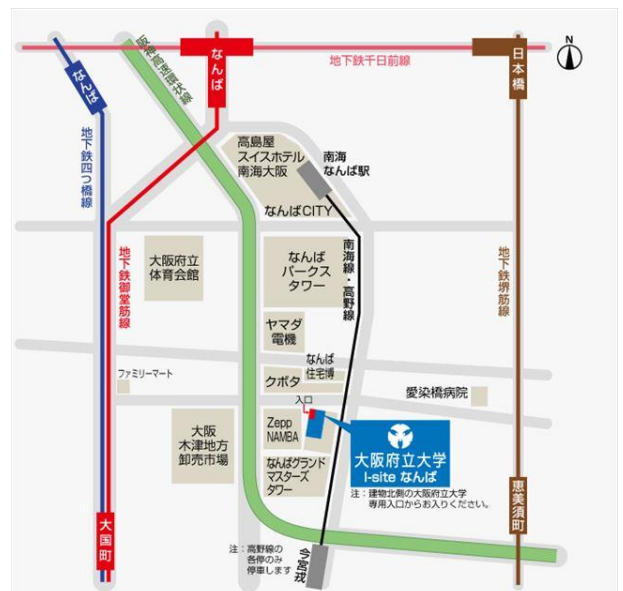 なんば
日本橋
N
地下鉄千日前線
なんば
阪神高速環状線
地下鉄四つ橋線
高島屋
スイスホテル
南海大阪
南海
なんば駅
なんばCITY
地下鉄御堂筋線
大阪府立
体育会館
なんば
パークス
タワー
南海線・高野線
地下鉄堺筋線
ヤマダ
電機
なんば
住宅博
ファミリーマート
クボタ
愛染橋病院
入口
大阪
木津地方
卸売市場
Zepp
NAMBA
大阪府立大学
I-site なんば
なんばグランド
マスターズ
タワー
注：建物北側の大阪府立大学
専用入口からお入りください。
大国町
恵美須町
注：高野線の
各停のみ
停車します
今宮戎